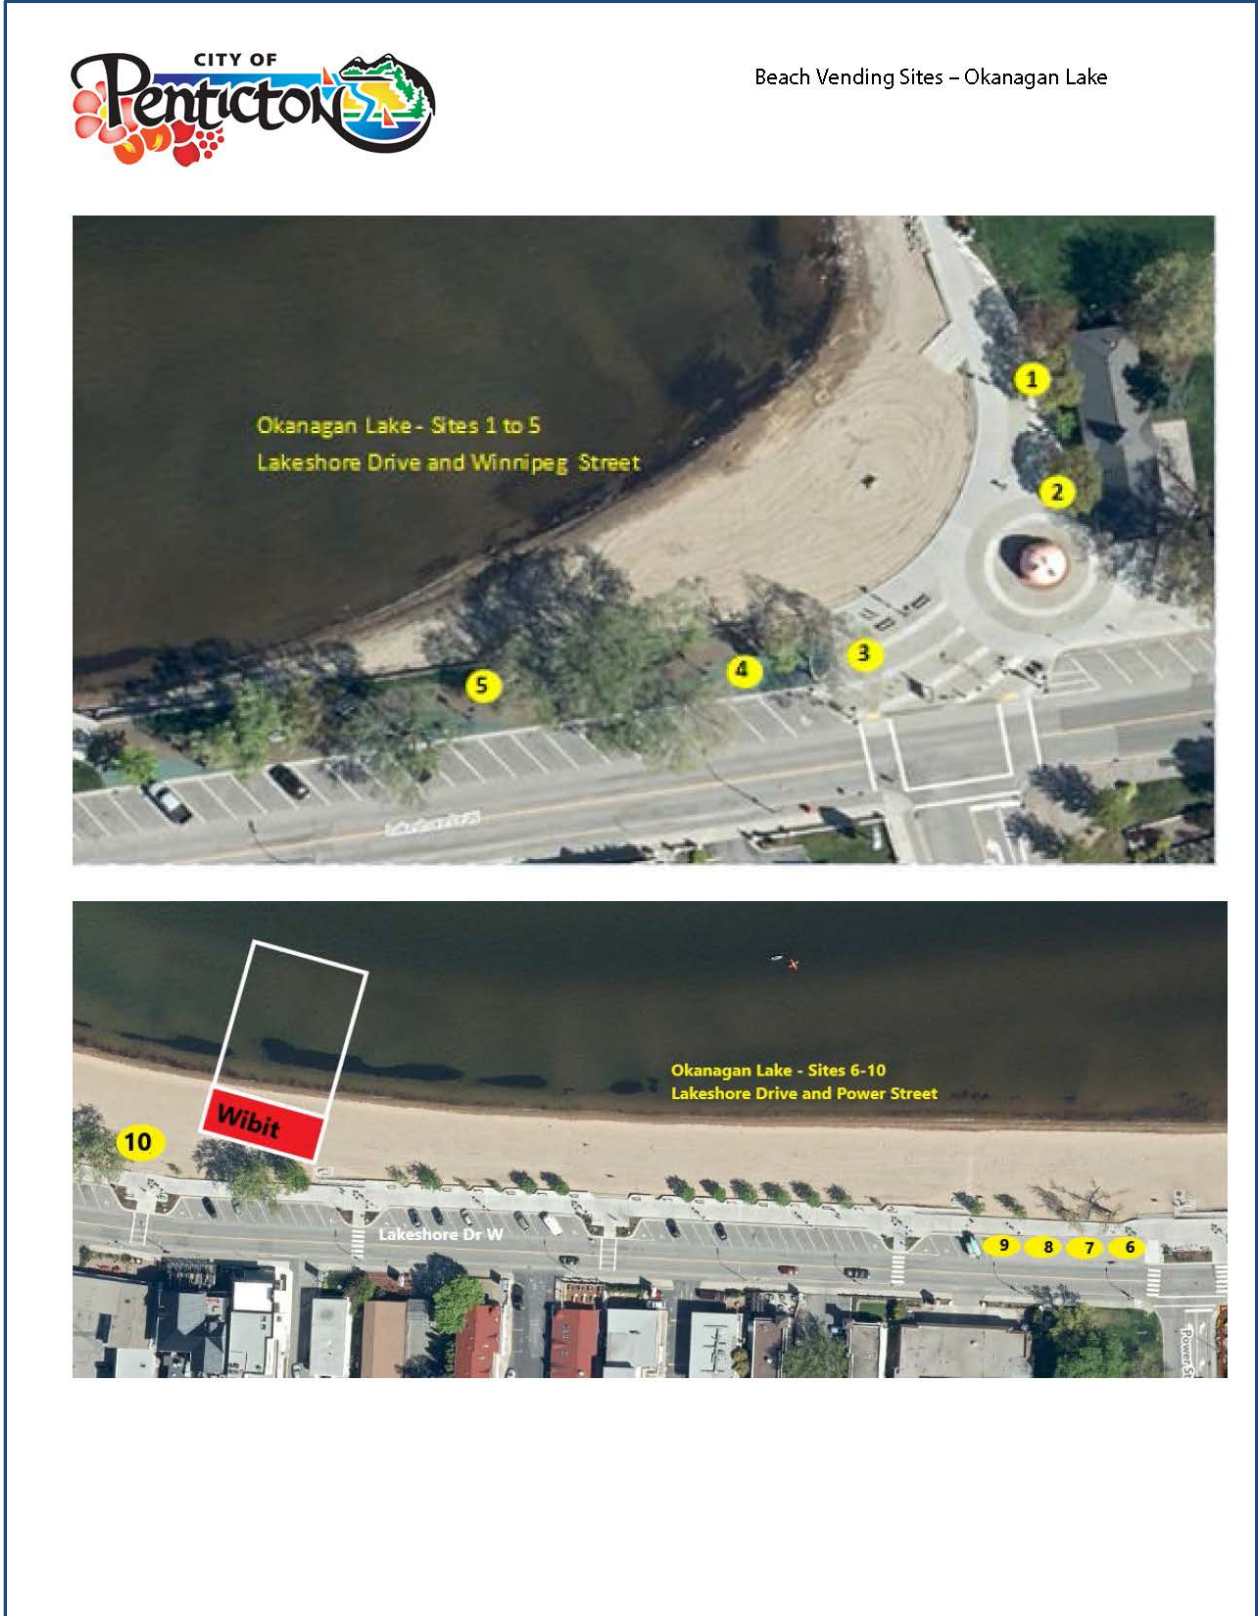 CITY OF
Penticton
Beach Vending Sites – Okanagan Lake
1
Okanagan Lake - Sites 1 to 5
Lakeshore Drive and Winnipeg Street
2
3
4
5
Okanagan Lake - Sites 6-10
Lakeshore Drive and Power Street
Wibit
10
Lakeshore Dr W
9 8 7 6
Power St